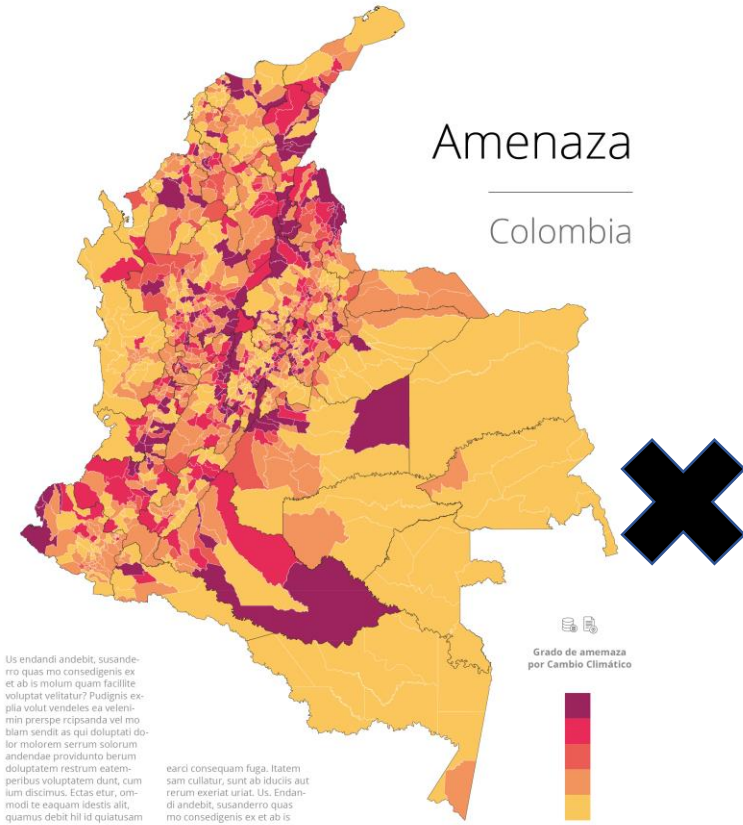 Amenaza
Colombia
Grado de amemaza
por Cambio Climático
Us endandi andebit, susande-
rro quas mo consedigenis ex
et ab is molum quam facillite
voluptat velitatur? Pudignis ex-
plia volut vendeles ea veleni-
min prerspe rcipsanda vel mo
blam sendit as qui doluptati do-
lor molorem serrum solorum
andendae providunto berum
doluptatem restrum eatem-
peribus voluptatem dunt, cum
ium discimus. Ectas etur, om-
modi te eaquam idestis alit,
quamus debit hil id quiatusam
earci consequam fuga. Itatem
sam cullatur, sunt ab iduciis aut
rerum exeriat uriat. Us. Endan-
di andebit, susanderro quas
mo consedigenis ex et ab is